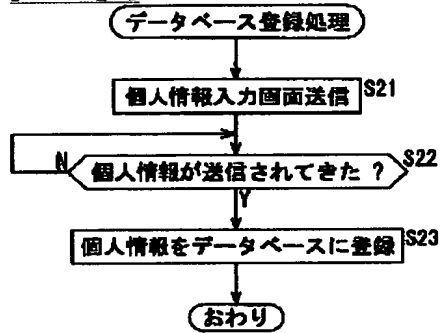 データベース登録処理
個人情報入力画面送信 S21
個人情報が送信されてきた？ S22
N
Y
個人情報をデータベースに登録 S23
おわり